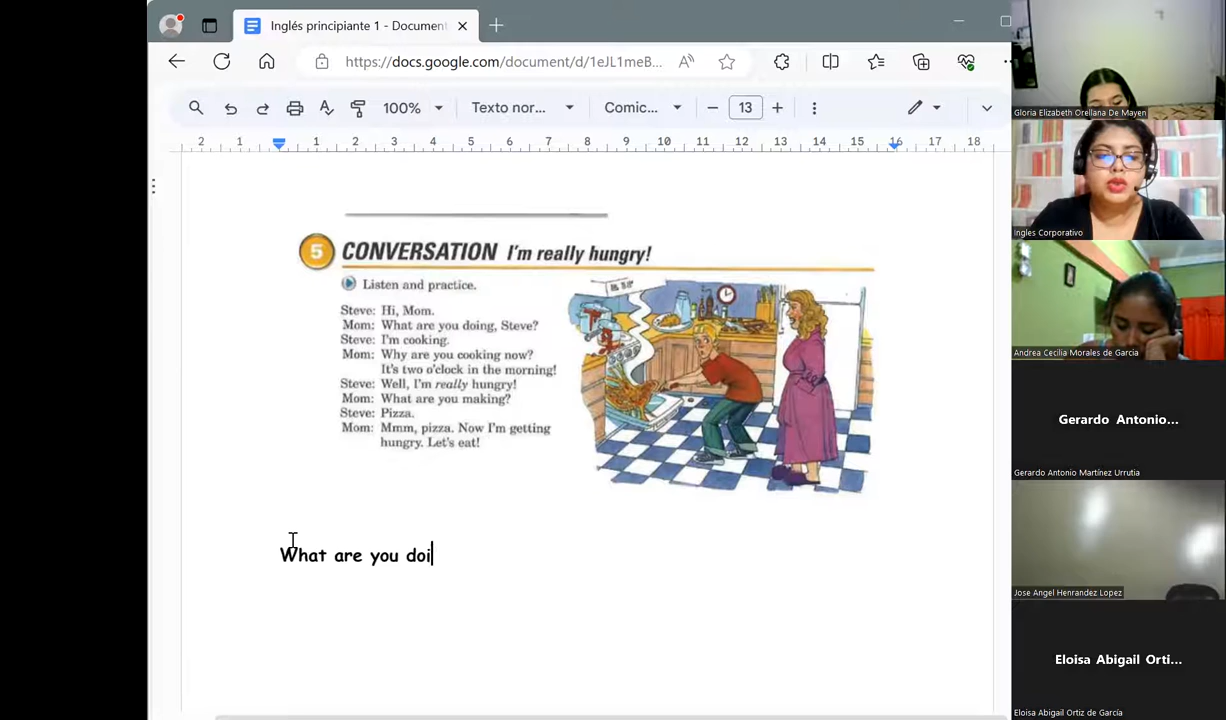 Inglés principiante 1 - Document
https://docs.google.com/document/d/1eJL1meB...
100%
Texto nor...
Comic...
13
2 1 1 2 3 4 5 6 7 8 9 10 11 12 13 14 15 16 17 18
5 CONVERSATION I'm really hungry!
Listen and practice.
Steve: Hi, Mom.
Mom: What are you doing, Steve?
Steve: I'm cooking.
Mom: Why are you cooking now?
It's two o'clock in the morning!
Steve: Well, I'm really hungry!
Mom: What are you making?
Steve: Pizza.
Mom: Mmm, pizza. Now I'm getting
hungry. Let's eat!
What are you doi
Gloria Elizabeth Orellana De Mayen
Ingles Corporativo
Andrea Cecilia Morales de Garcia
Gerardo Antonio...
Gerardo Antonio Martínez Urrutia
Jose Angel Henrandez Lopez
Eloisa Abigail Orti...
Eloisa Abigail Ortiz de García